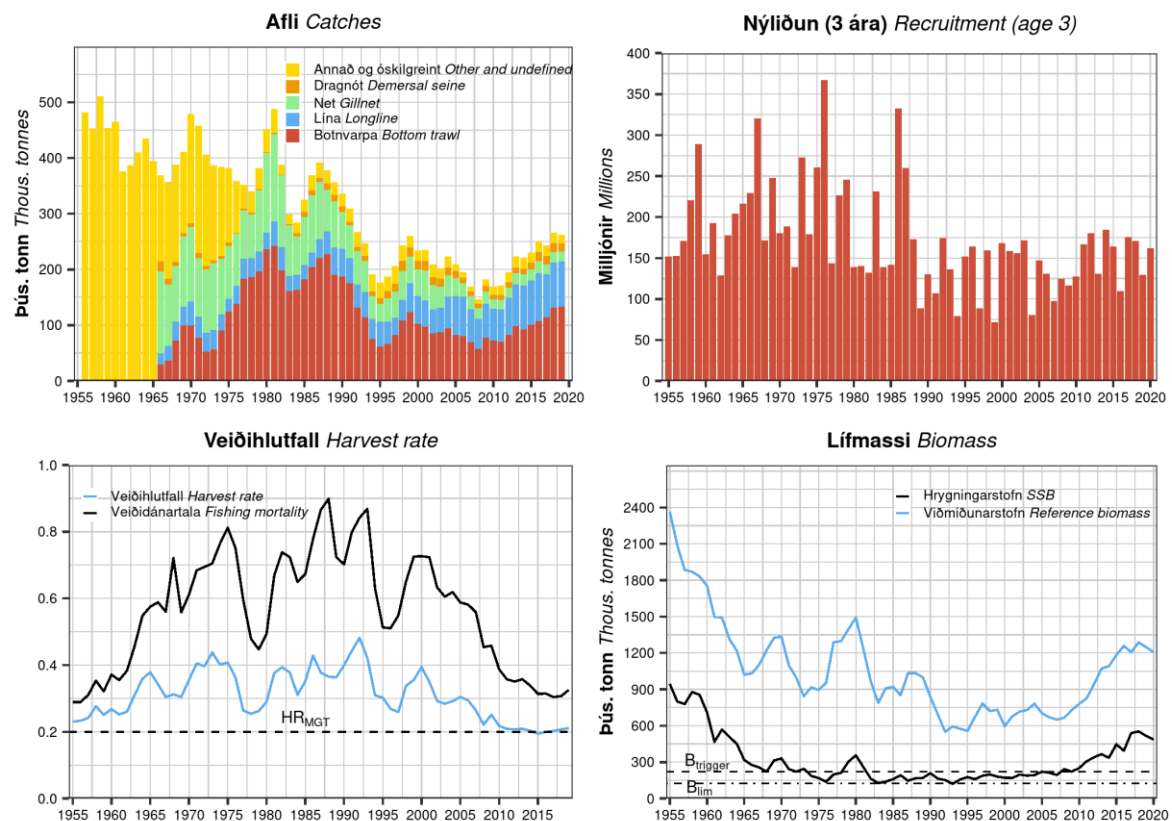 Afli Catches
Þús. tonn Thous. tonnes
500
400
300
200
100
0
Annað og óskilgreint Other and undefined
Dragnót Demersal seine
Net Gillnet
Lína Longline
Botnvarpa Bottom trawl
1955 1960 1965 1970 1975 1980 1985 1990 1995 2000 2005 2010 2015 2020
Nýliðun (3 ára) Recruitment (age 3)
Milljónir Millions
400
350
300
250
200
150
100
50
0
1955 1960 1965 1970 1975 1980 1985 1990 1995 2000 2005 2010 2015 2020
Veiðihlutfall Harvest rate
1.0
0.8
0.6
0.4
0.2
0.0
Veiðihlutfall Harvest rate
Veiðidánartala Fishing mortality
HRMGT
1955 1960 1965 1970 1975 1980 1985 1990 1995 2000 2005 2010 2015
Lífmassi Biomass
Þús. tonn Thous. tonnes
2400
2100
1800
1500
1200
900
600
300
0
Hrygningarstofn SSB
Viðmiðunarstofn Reference biomass
Btrigger
Blim
1955 1960 1965 1970 1975 1980 1985 1990 1995 2000 2005 2010 2015 2020